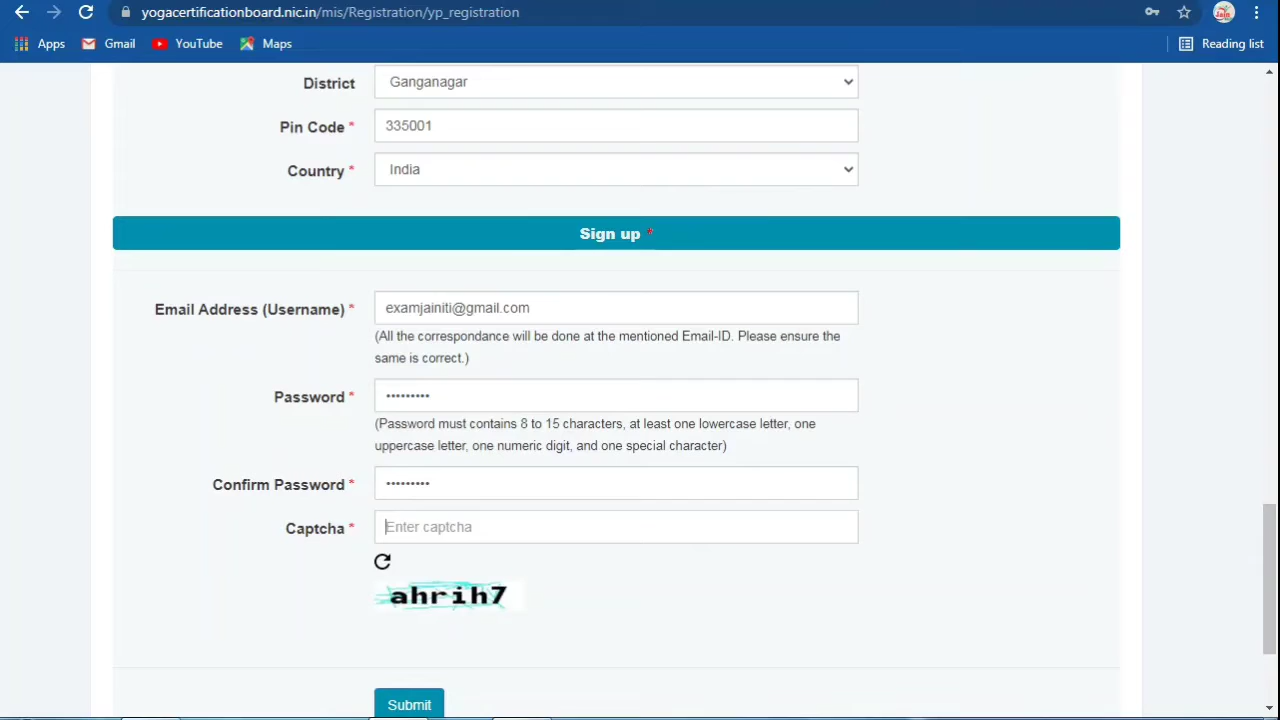 yogacertificationboard.nic.in/mis/Registration/yp_registration
Apps Gmail YouTube Maps Reading list
District Ganganagar
Pin Code * 335001
Country * India
Sign up *
Email Address (Username) * examjainiti@gmail.com
(All the correspondance will be done at the mentioned Email-ID. Please ensure the
same is correct.)
Password * •••••••••
(Password must contains 8 to 15 characters, at least one lowercase letter, one
uppercase letter, one numeric digit, and one special character)
Confirm Password * •••••••••
Captcha * Enter captcha
ahrih7
Submit